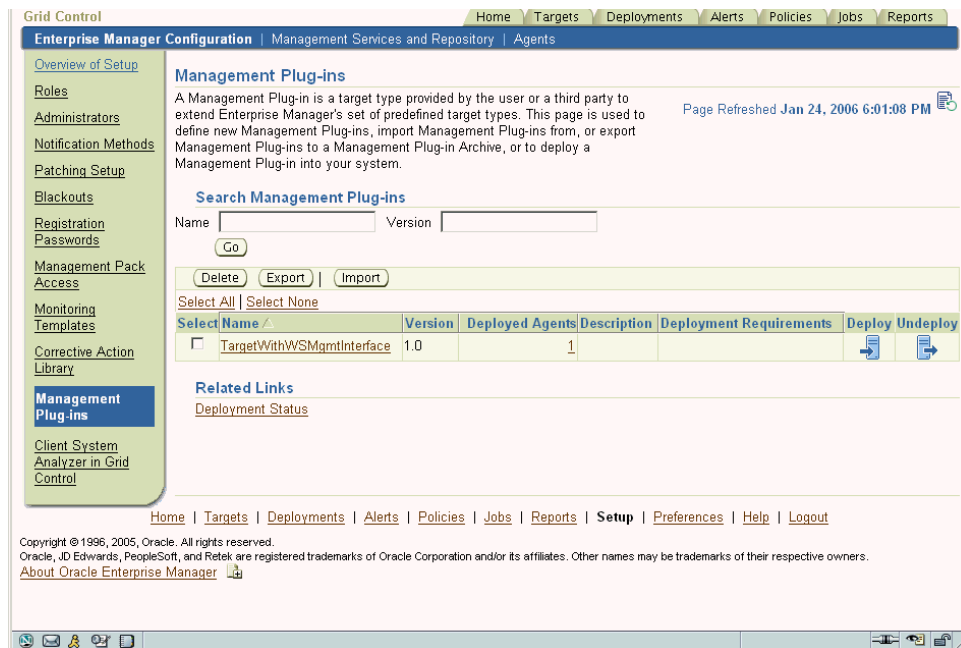 Grid Control
Home Targets Deployments Alerts Policies Jobs Reports
Enterprise Manager Configuration | Management Services and Repository | Agents
Overview of Setup
Roles
Administrators
Notification Methods
Patching Setup
Blackouts
Registration
Passwords
Management Pack
Access
Monitoring
Templates
Corrective Action
Library
Management
Plug-ins
Client System
Analyzer in Grid
Control
Management Plug-ins
A Management Plug-in is a target type provided by the user or a third party to
extend Enterprise Manager's set of predefined target types. This page is used to
define new Management Plug-ins, import Management Plug-ins from, or export
Management Plug-ins to a Management Plug-in Archive, or to deploy a
Management Plug-in into your system.
Page Refreshed Jan 24, 2006 6:01:08 PM
Search Management Plug-ins
Name Version
Go
Delete Export | Import
Select All | Select None
Select Name Version Deployed Agents Description Deployment Requirements Deploy Undeploy
TargetWithWSMgmtInterface 1.0 1
Related Links
Deployment Status
Home | Targets | Deployments | Alerts | Policies | Jobs | Reports | Setup | Preferences | Help | Logout
Copyright © 1996, 2005, Oracle. All rights reserved.
Oracle, JD Edwards, PeopleSoft, and Retek are registered trademarks of Oracle Corporation and/or its affiliates. Other names may be trademarks of their respective owners.
About Oracle Enterprise Manager